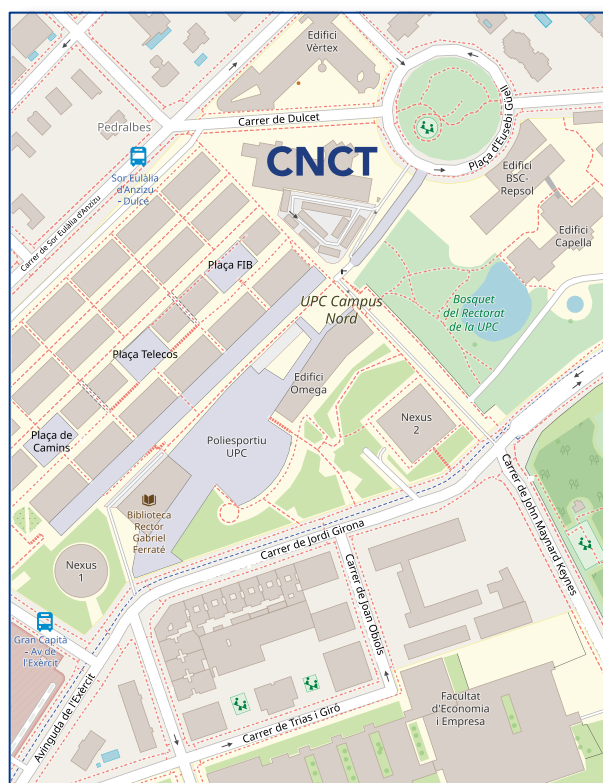 Edifici
Vèrtex
Carrer de Dulcet
Plaça d'Eusebi Güell
Pedralbes
CNCT
Edifici
BSC-
Repsol
Sor Eulàlia
d'Anzizu
- Dulcé
Edifici
Capella
Carrer de Sor Eulàlia d'Anzizu
Plaça FIB
UPC Campus
Nord
Bosquet
del Rectorat
de la UPC
Plaça Telecos
Edifici
Omega
Nexus
2
Plaça de
Camins
Poliesportiu
UPC
Carrer de John Maynard Keynes
Biblioteca
Rector
Gabriel
Ferraté
Carrer de Jordi Girona
Nexus
1
Carrer de Joan Obiols
Gran Capità
- Av de
l'Exèrcit
Avinguda de l'Exèrcit
Facultat
d'Economia
i Empresa
Carrer de Trias i Giró